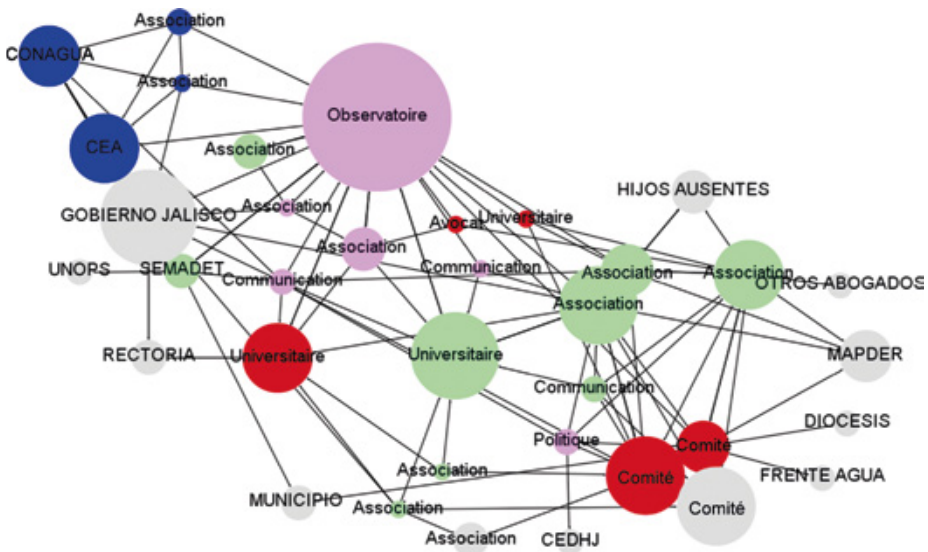 Association
CONAGUA
Association
Observatoire
CEA
Association
HIJOS AUSENTES
Association
GOBIERNO JALISCO
Avocat
Universitaire
Association
UNOPS
SEMADET
Communication
Communication
Association
Association
OTROS ABOGADOS
Association
RECTORIA
Universitaire
Universitaire
MAPDER
Communication
DIOCESIS
Politique
Comité
Association
Comité
FRENTE AGUA
MUNICIPIO
Association
Comité
Association
CEDHJ